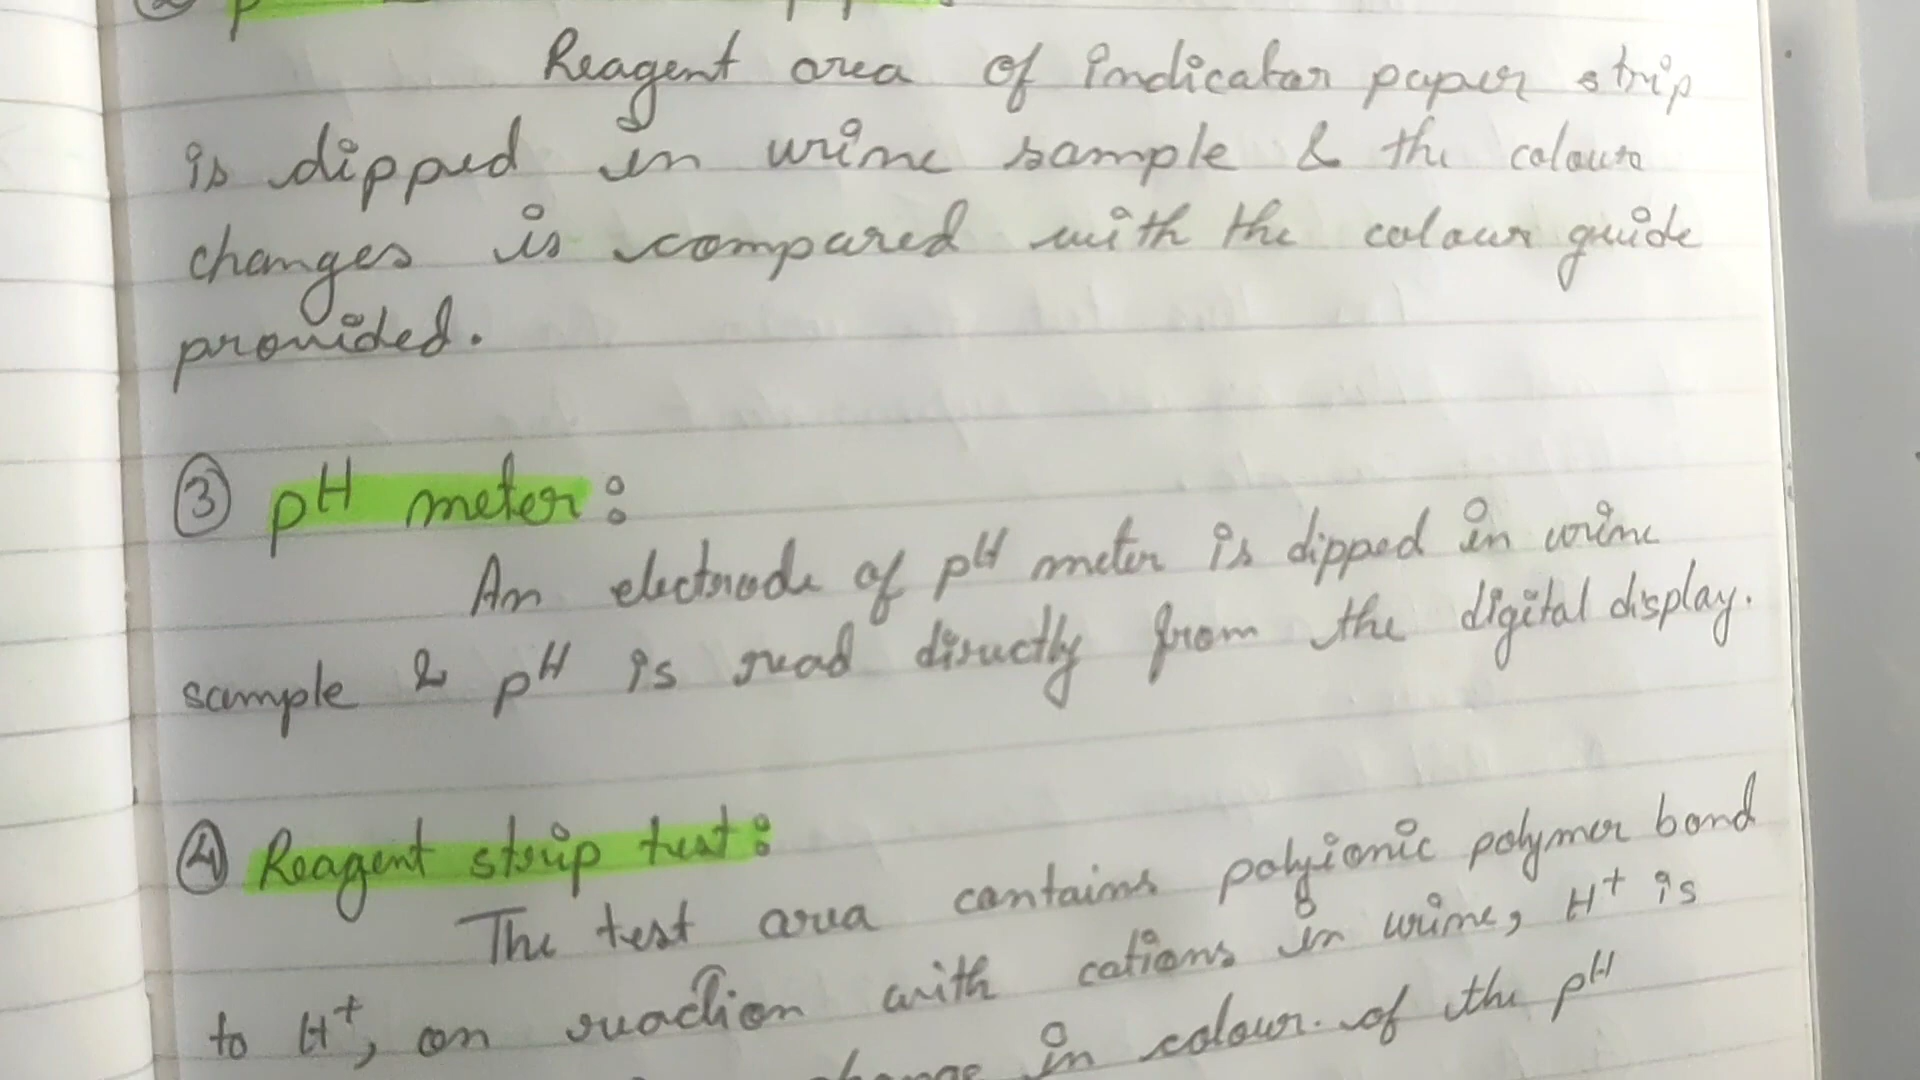 Reagent area of indicator paper strip
is dipped in urine sample & the colour
changes is compared with the colour guide
provided.
③ pH meter:
An electrode of pH meter is dipped in urine
sample & pH is read directly from the digital display.
④ Reagent strip test:
The test area contains polyionic polymer bond
to H⁺, on reaction with cations in urine, H⁺ is
change in colour of the pH